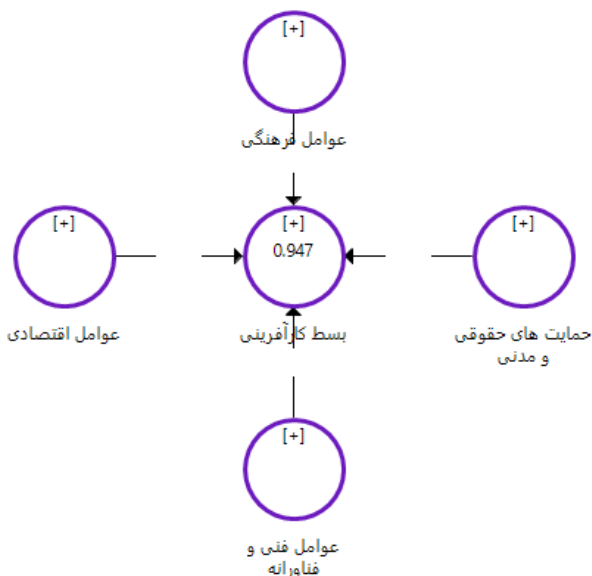 [+]
عوامل فرهنگی
[+]
[+]
0.947
[+]
عوامل اقتصادی
بسط کارآفرینی
حمایت های حقوقی
و مدنی
[+]
عوامل فنی و
فناورانه